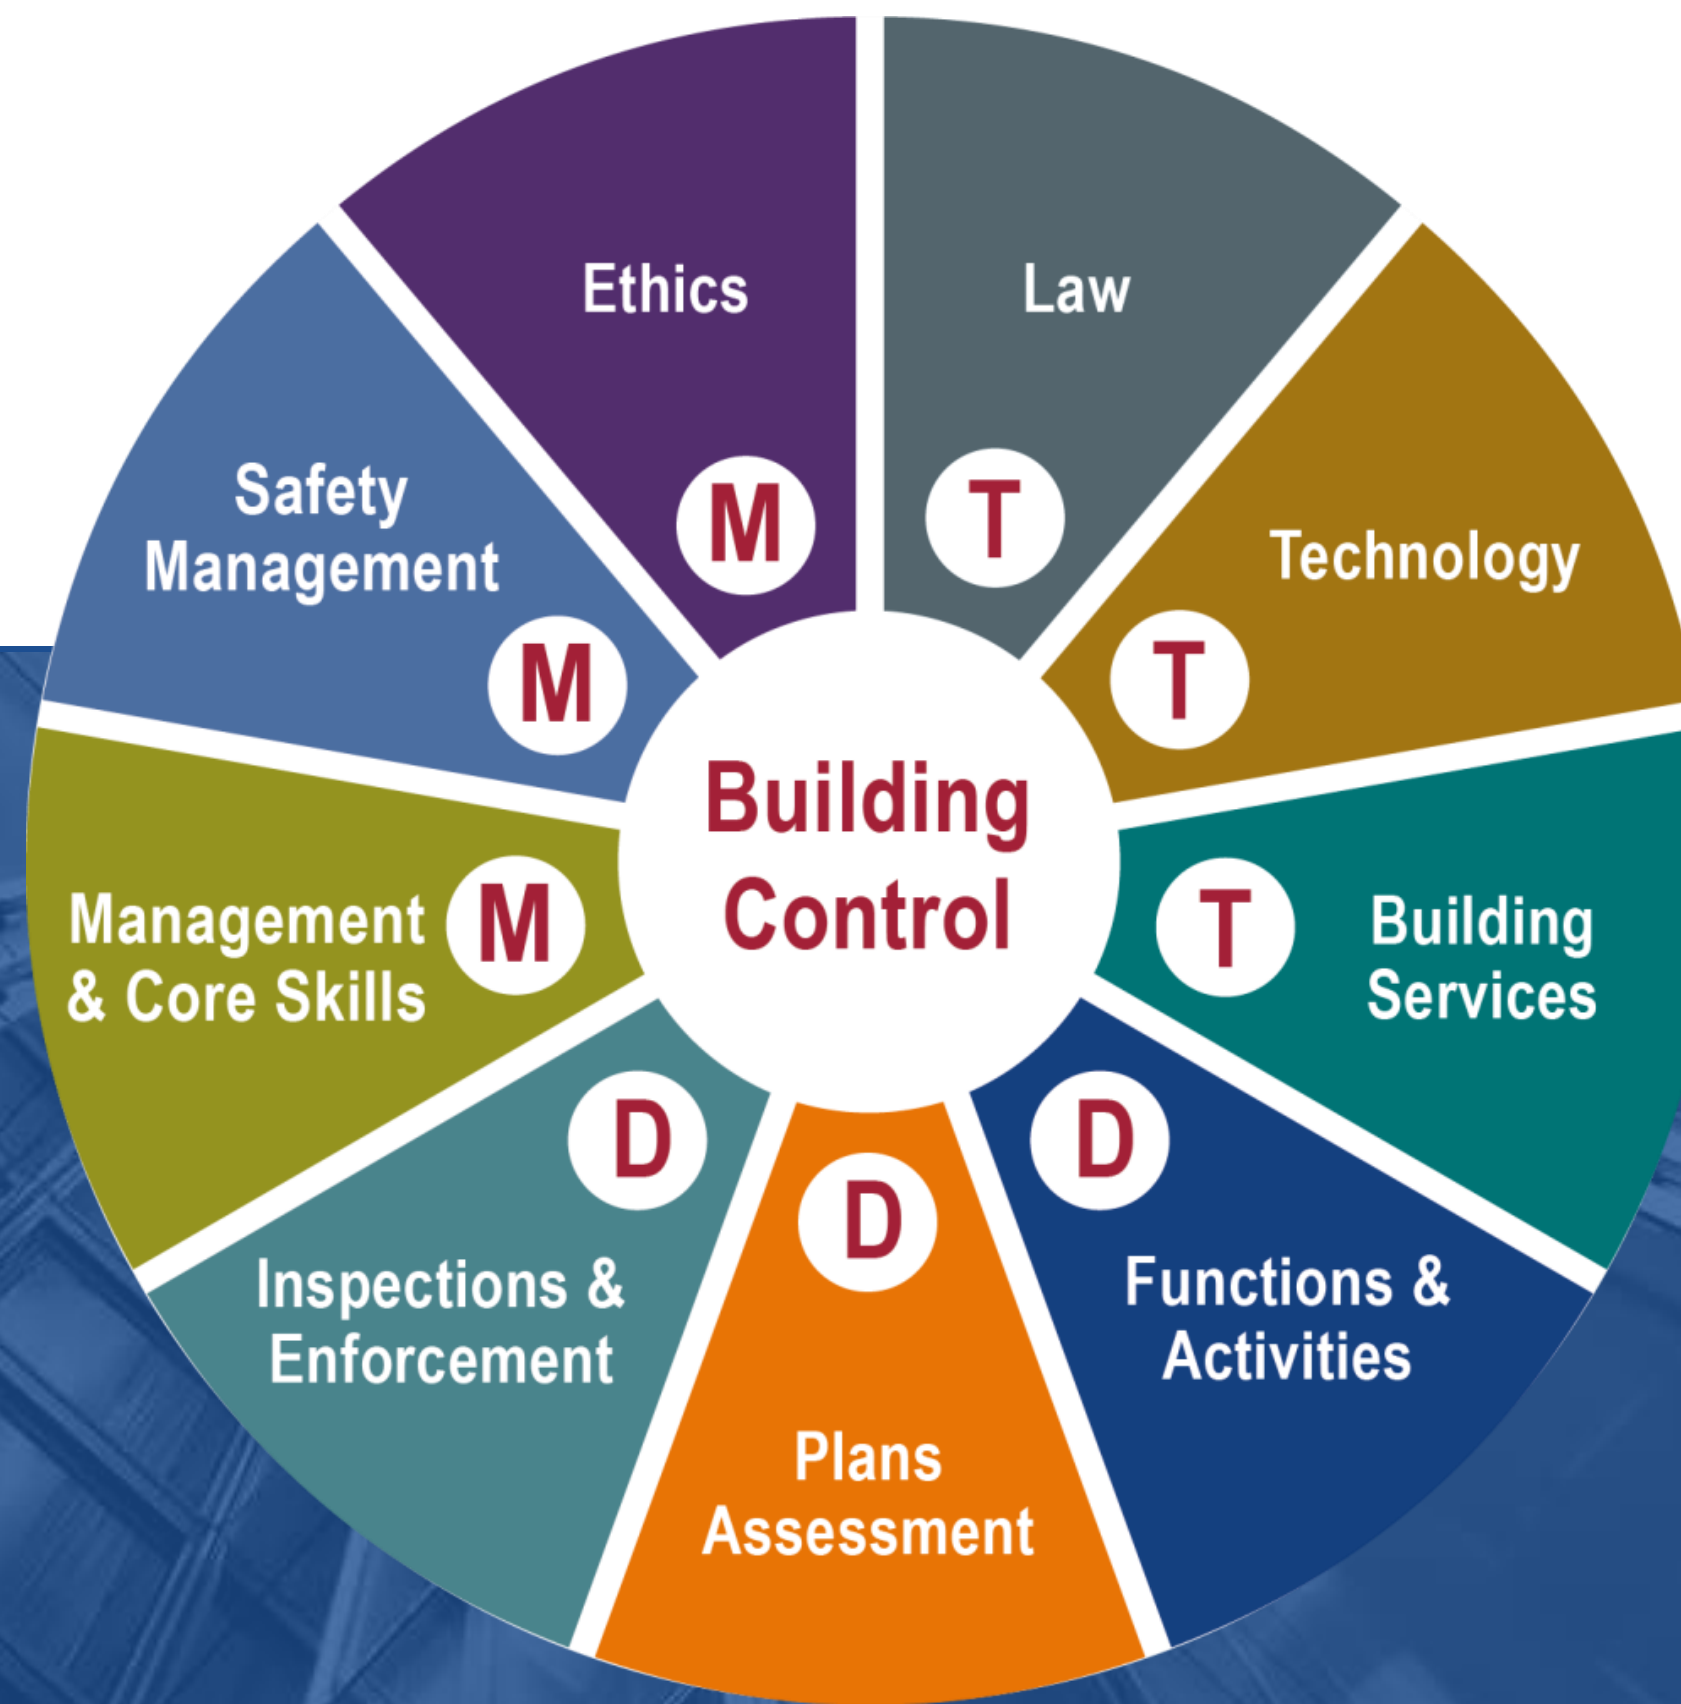 Ethics
M
Law
T
Technology
T
Building
Services
T
Functions &
Activities
D
Plans
Assessment
D
Inspections &
Enforcement
D
Management
& Core Skills
M
Safety
Management
M
Building
Control